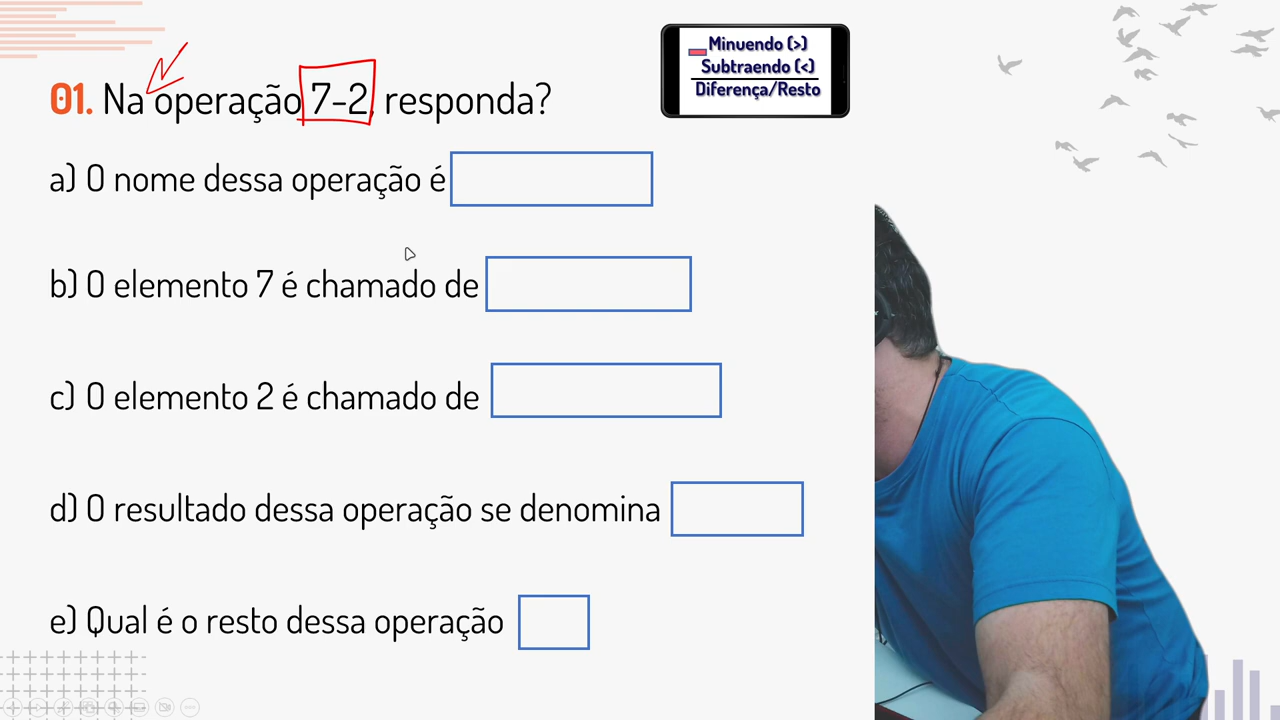 Minuendo (>)
Subtraendo (<)
Diferença/Resto
01. Na operação 7-2, responda?
a) O nome dessa operação é
b) O elemento 7 é chamado de
c) O elemento 2 é chamado de
d) O resultado dessa operação se denomina
e) Qual é o resto dessa operação